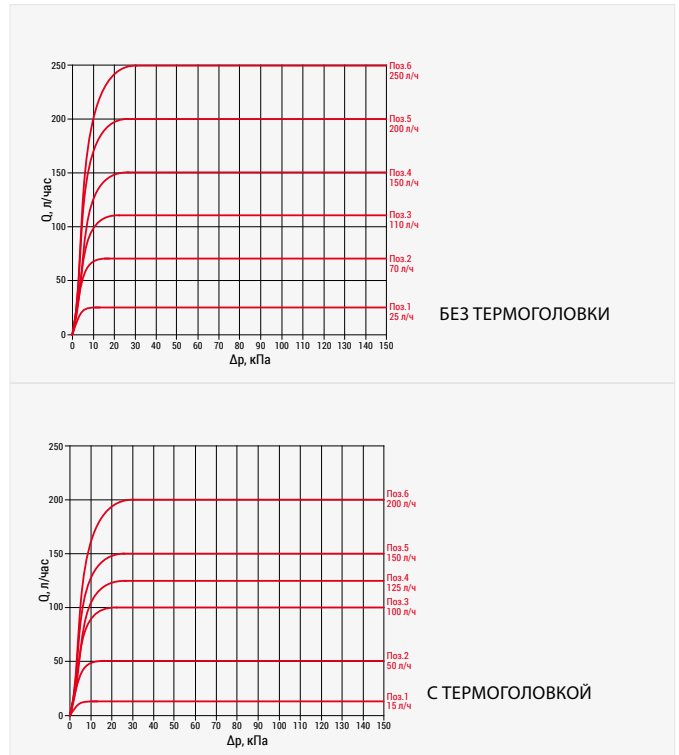 250
200
150
100
50
0
Q, л/час
0 10 20 30 40 50 60 70 80 90 100 110 120 130 140 150
Δp, кПа
Поз.6
250 л/ч
Поз.5
200 л/ч
Поз.4
150 л/ч
Поз.3
110 л/ч
Поз.2
70 л/ч
Поз.1
25 л/ч
БЕЗ ТЕРМОГОЛОВКИ
250
200
150
100
50
0
Q, л/час
0 10 20 30 40 50 60 70 80 90 100 110 120 130 140 150
Δp, кПа
Поз.6
200 л/ч
Поз.5
150 л/ч
Поз.4
125 л/ч
Поз.3
100 л/ч
Поз.2
50 л/ч
Поз.1
15 л/ч
С ТЕРМОГОЛОВКОЙ